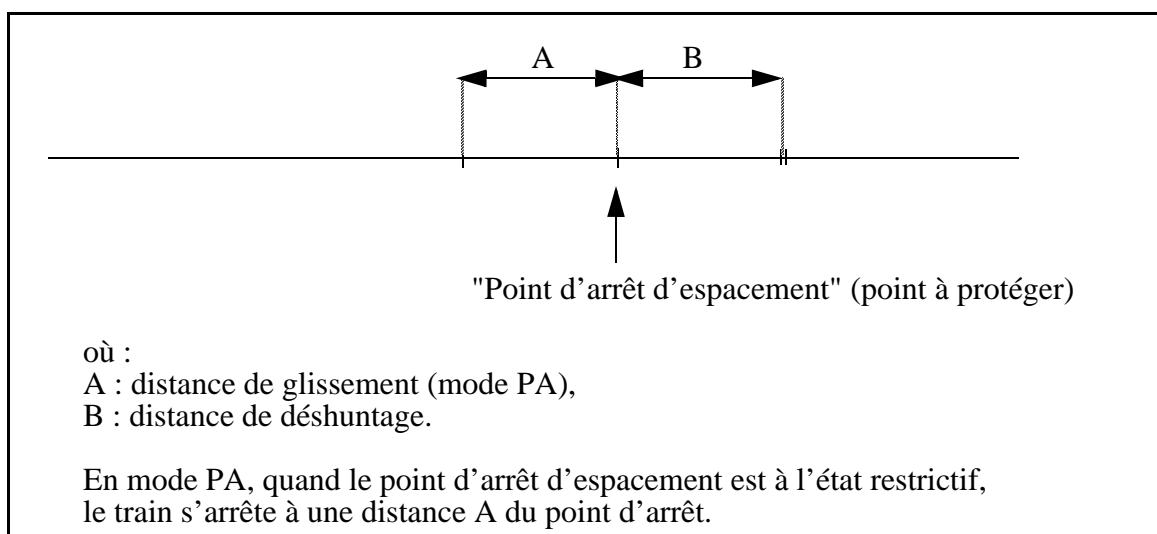 A B
"Point d’arrêt d’espacement" (point à protéger)
où :
A : distance de glissement (mode PA),
B : distance de déshuntage.
En mode PA, quand le point d’arrêt d’espacement est à l’état restrictif,
le train s’arrête à une distance A du point d’arrêt.